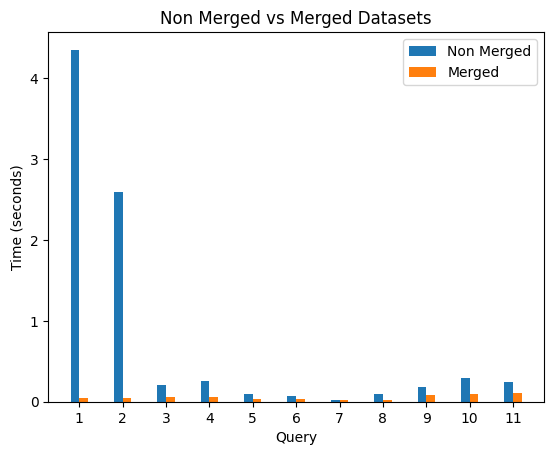 Non Merged vs Merged Datasets
Non Merged
Merged
Time (seconds)
4
3
2
1
0
1 2 3 4 5 6 7 8 9 10 11
Query